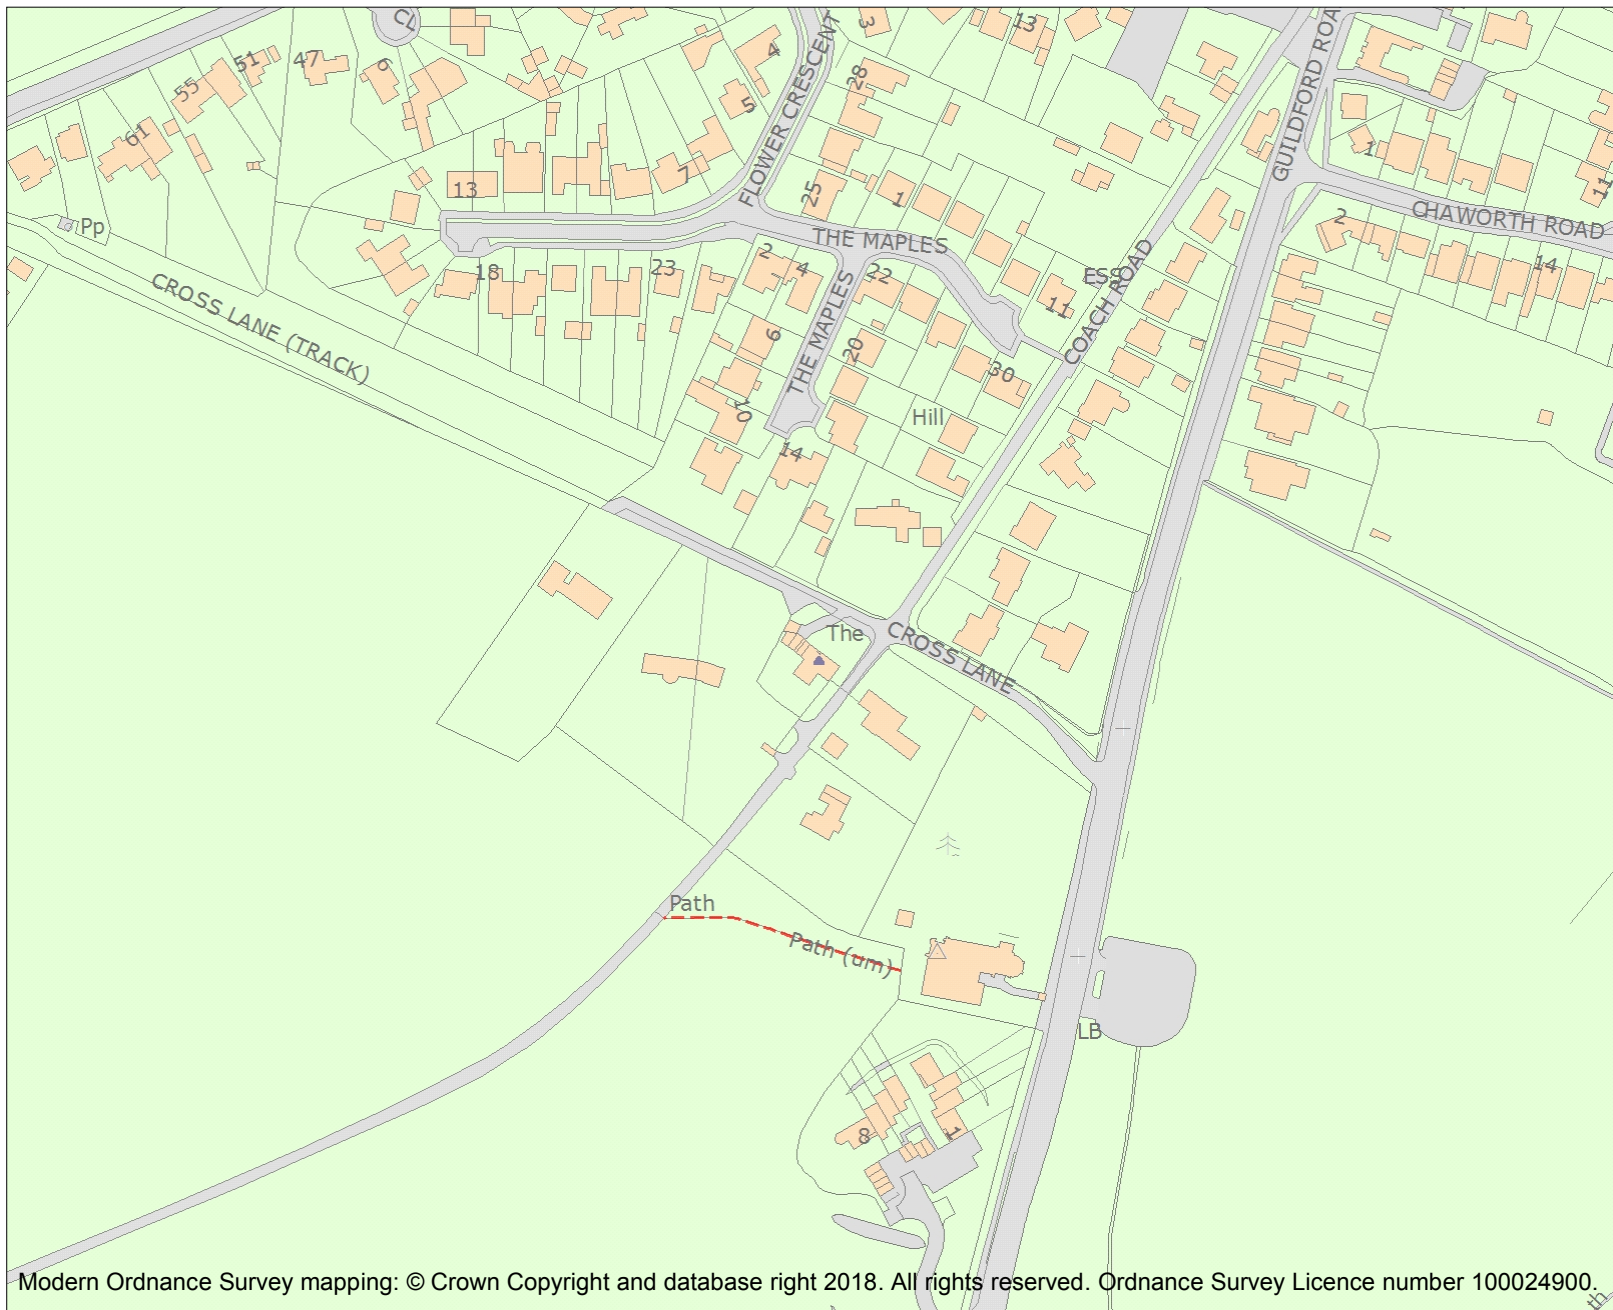 CL
3
13
GUILDFORD ROA
4
51
47
6
28
55
5
FLOWER CRESCENT
61
1
7
13
25
1
11
Pp
2
CHAWORTH ROAD
THE MAPLES
2
4
22
23
18
ESS
14
CROSS LANE (TRACK)
COACH ROAD
11
6
THE MAPLES
20
30
10
Hill
14
The
CROSS LANE
Path
Path (um)
LB
8
1
th
Modern Ordnance Survey mapping: © Crown Copyright and database right 2018. All rights reserved. Ordnance Survey Licence number 100024900.